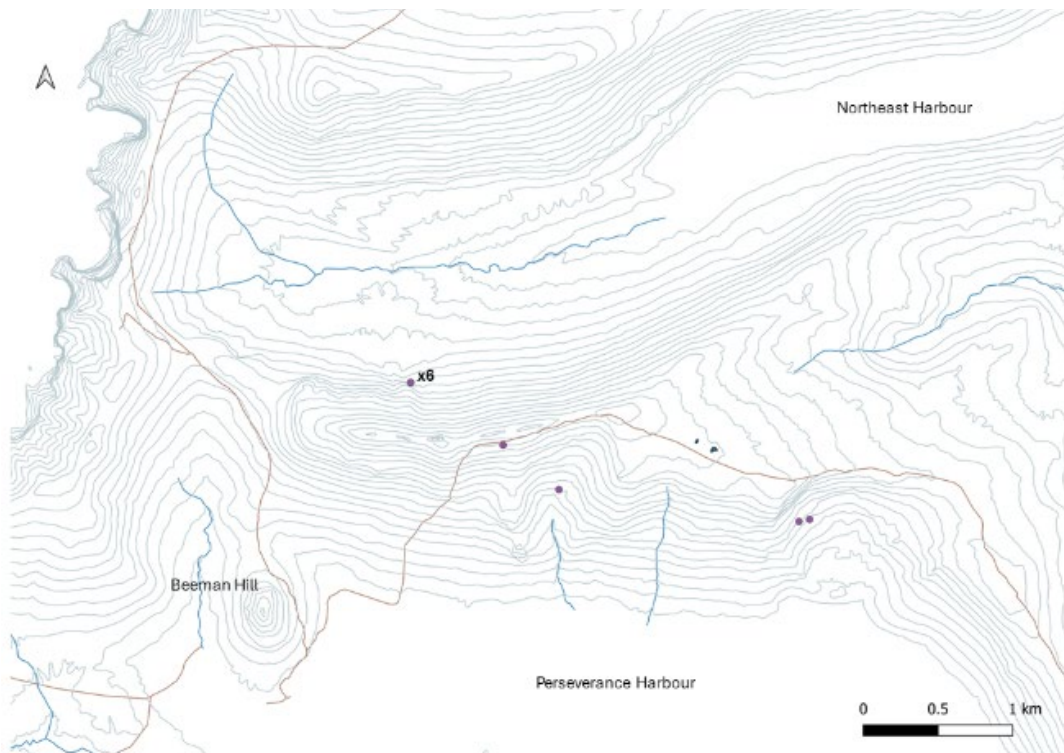 Northeast Harbour
x6
Beeman Hill
Perseverance Harbour
0 0.5 1 km